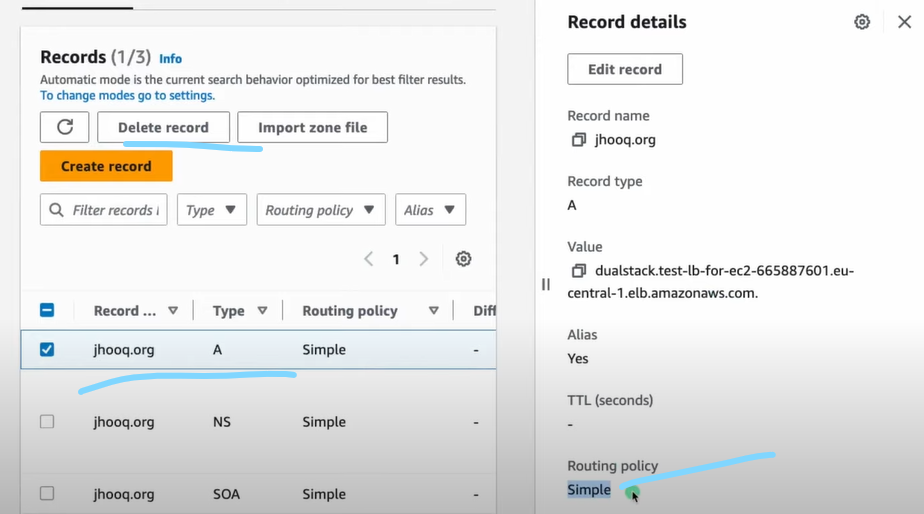 Records (1/3) Info
Automatic mode is the current search behavior optimized for best filter results.
To change modes go to settings.
Delete record
Import zone file
Create record
Type
Routing policy
Alias
1
Record ...
Type
Routing policy
Diff
jhooq.org A Simple -
jhooq.org NS Simple -
jhooq.org SOA Simple -
Record details
Edit record
Record name
jhooq.org
Record type
A
Value
dualstack.test-lb-for-ec2-665887601.eu-
central-1.elb.amazonaws.com.
Alias
Yes
TTL (seconds)
-
Routing policy
Simple